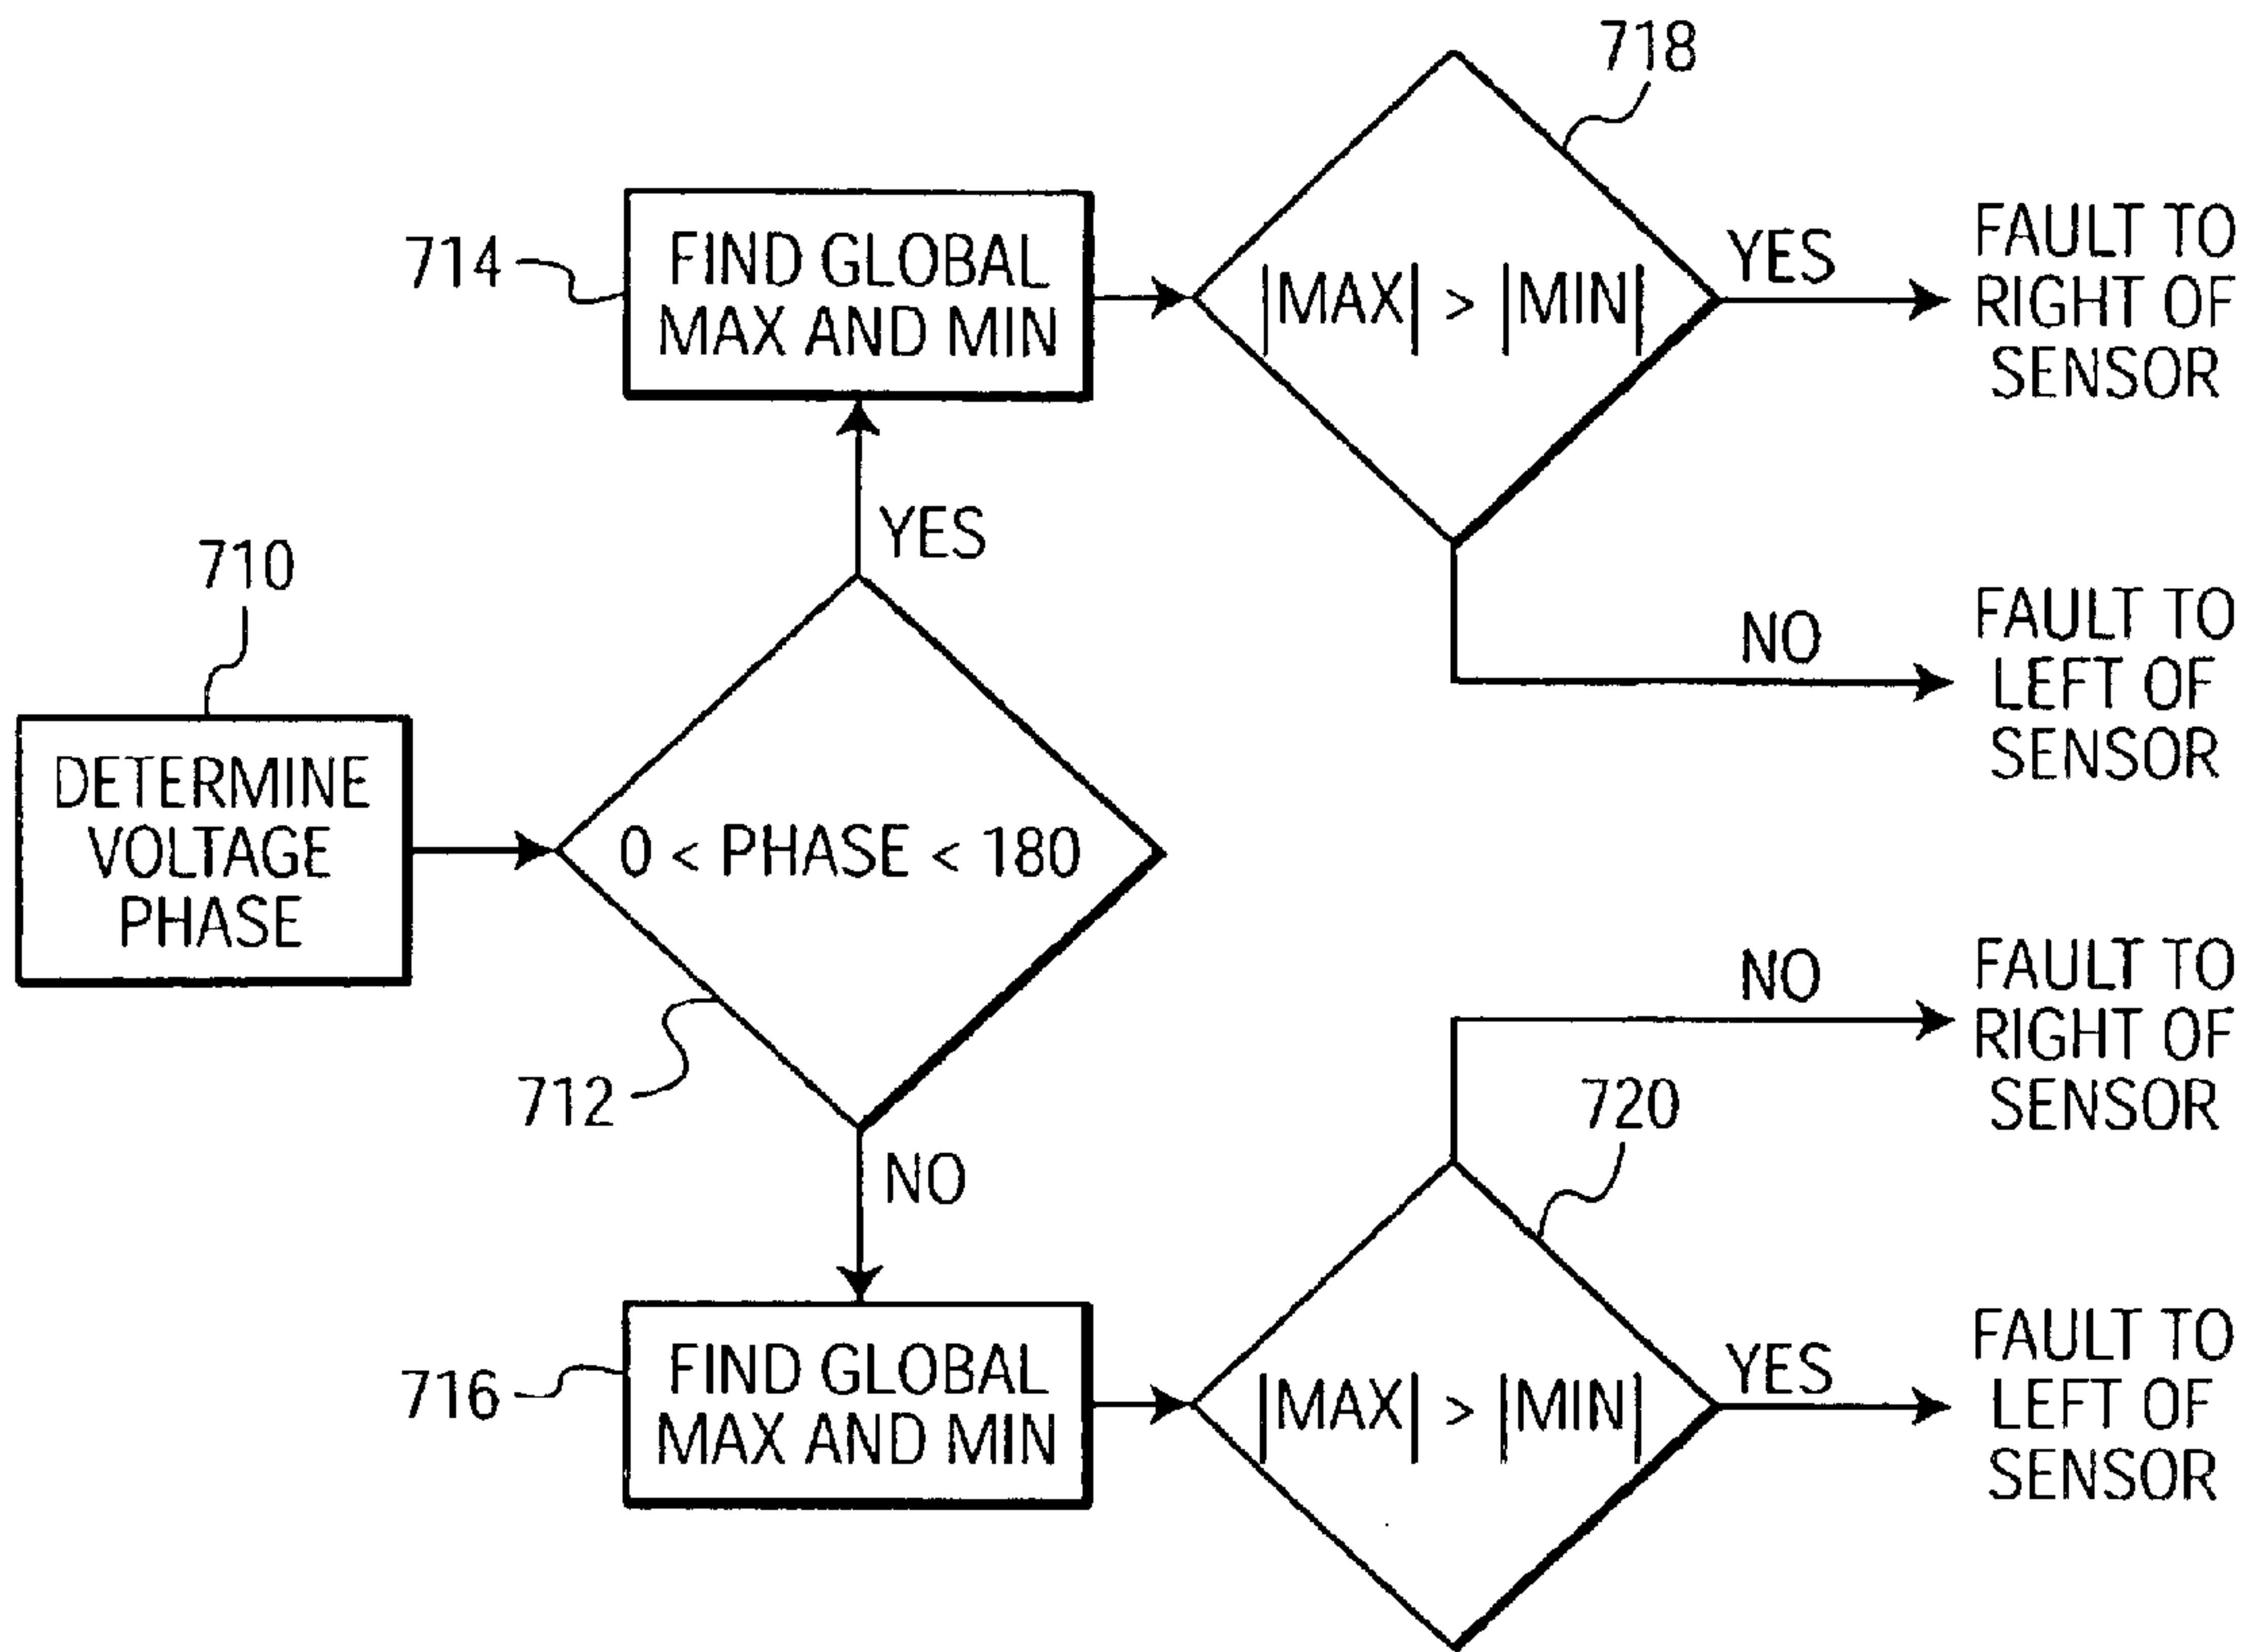 718
714
FIND GLOBAL
MAX AND MIN
|MAX| > |MIN|
YES
FAULT TO
RIGHT OF
SENSOR
YES
NO
FAULT TO
LEFT OF
SENSOR
710
DETERMINE
VOLTAGE
PHASE
0 < PHASE < 180
712
NO
NO
FAULT TO
RIGHT OF
SENSOR
720
716
FIND GLOBAL
MAX AND MIN
|MAX| > |MIN|
YES
FAULT TO
LEFT OF
SENSOR